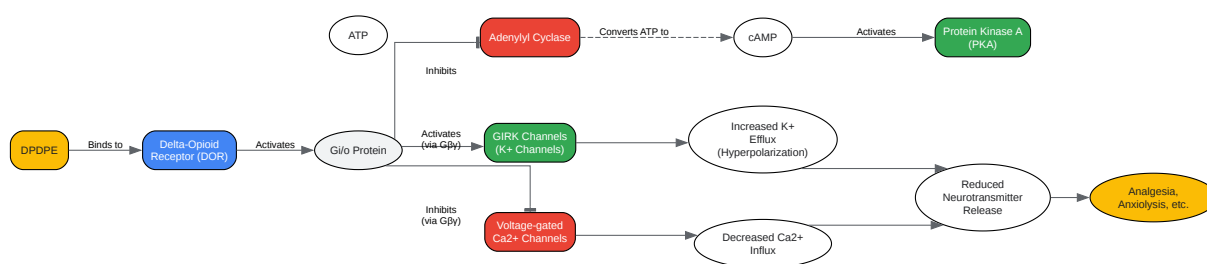 ATP
Adenylyl Cyclase
Converts ATP to
cAMP
Activates
Protein Kinase A
(PKA)
Inhibits
DPDPE
Binds to
Delta-Opioid
Receptor (DOR)
Activates
Gi/o Protein
Activates
(via Gβγ)
GIRK Channels
(K+ Channels)
Increased K+
Efflux
(Hyperpolarization)
Inhibits
(via Gβγ)
Voltage-gated
Ca2+ Channels
Decreased Ca2+
Influx
Reduced
Neurotransmitter
Release
Analgesia,
Anxiolysis, etc.